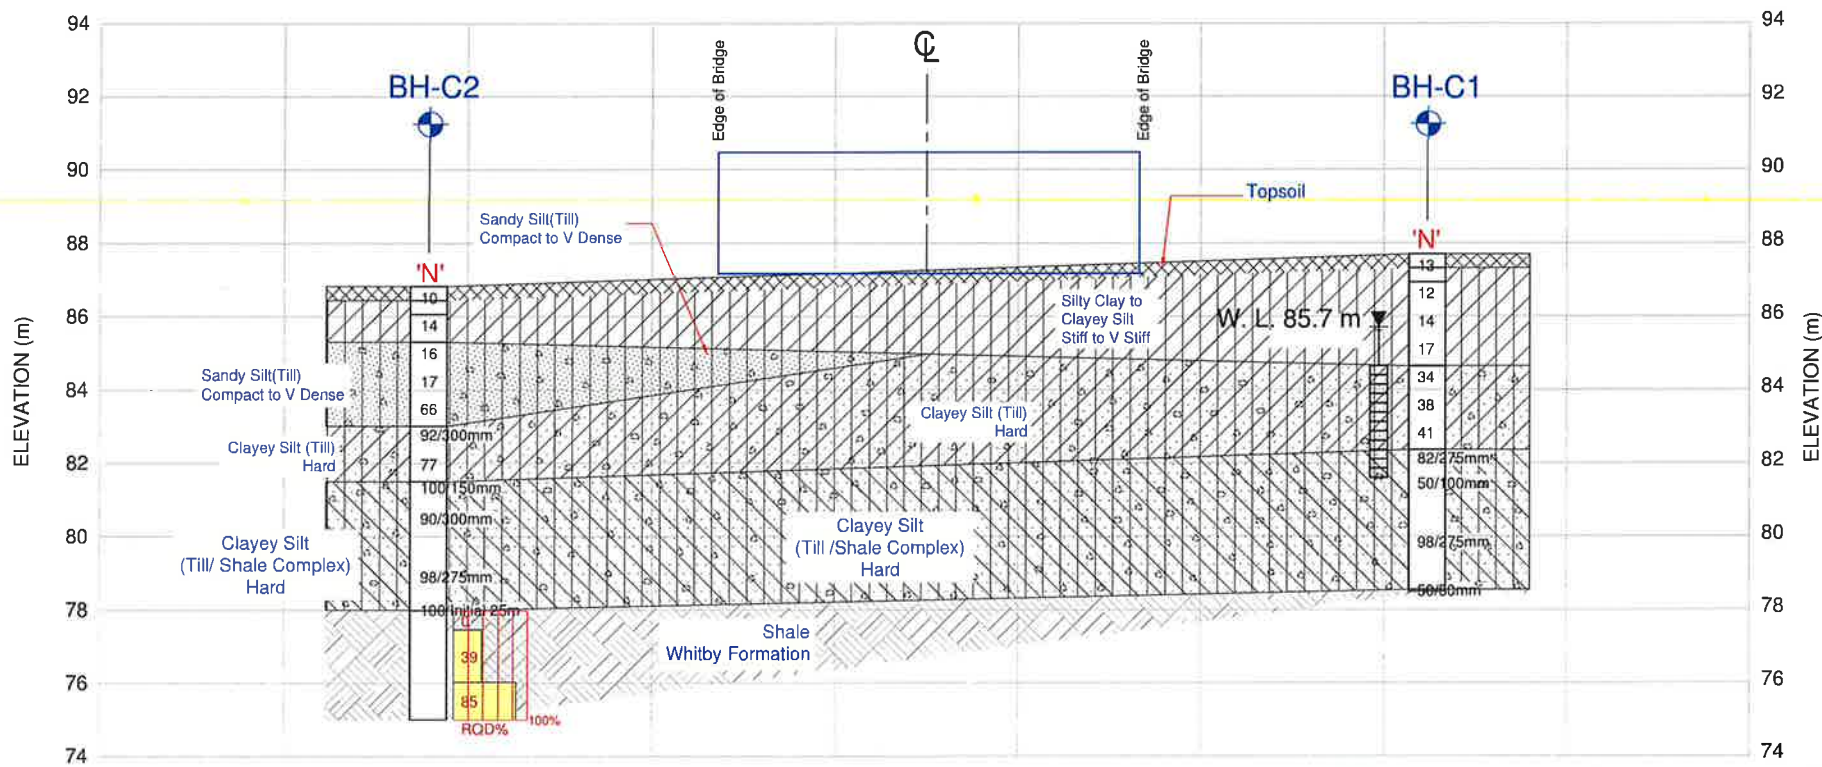 94
94
Edge of Bridge
CL
Edge of Bridge
BH-C2
BH-C1
92
92
90
90
Topsoil
Sandy Silt(Till)
Compact to V Dense
88
88
'N'
'N'
13
10
12
Silty Clay to
Clayey Silt
Stiff to V Stiff
86
86
14
W. L. 85.7 m
14
16
17
Sandy Silt(Till)
Compact to V Dense
17
34
84
84
66
38
Clayey Silt (Till)
Hard
92/300mm
41
Clayey Silt (Till)
Hard
82
77
82/275mm
82
100/150mm
50/100mm
90/300mm
Clayey Silt
(Till /Shale Complex)
Hard
80
80
Clayey Silt
(Till/ Shale Complex)
Hard
98/275mm
98/275mm
50/80mm
78
78
Shale
Whitby Formation
39
76
76
85
100%
RQD%
74
74
ELEVATION (m)
ELEVATION (m)